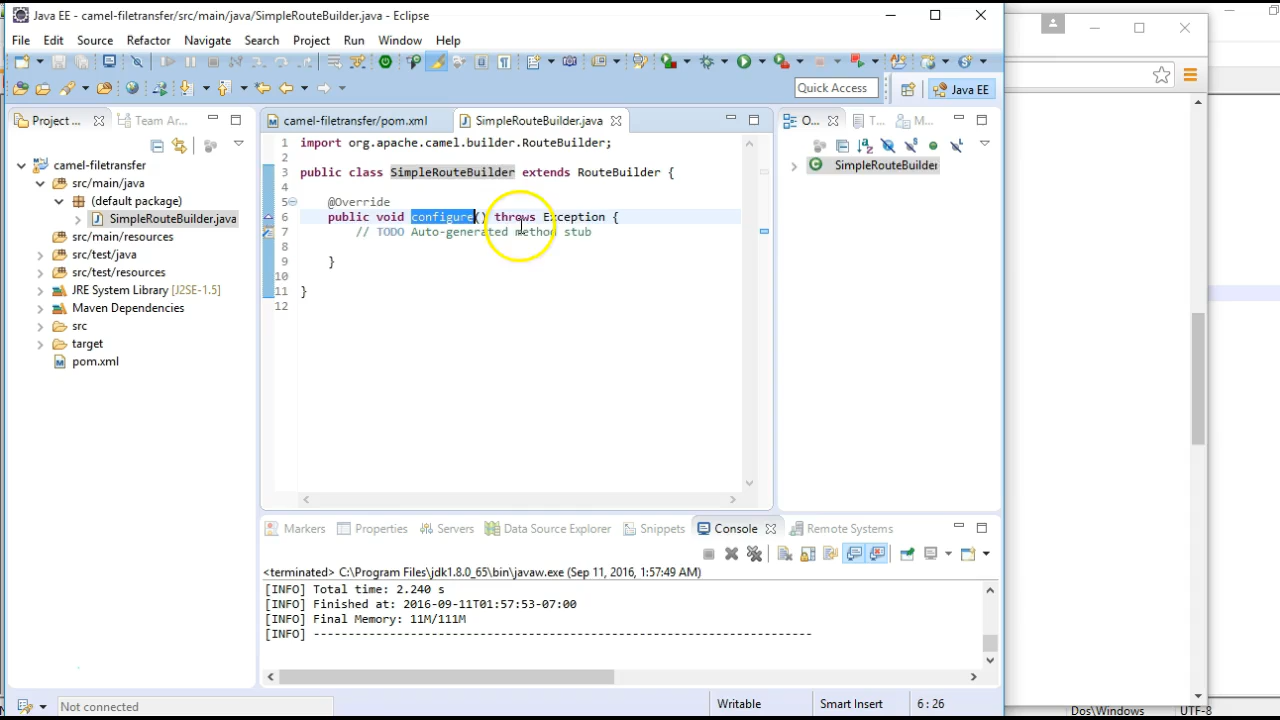 Java EE - camel-filetransfer/src/main/java/SimpleRouteBuilder.java - Eclipse
File Edit Source Refactor Navigate Search Project Run Window Help
Quick Access
Java EE
Project ...
Team Ar...
camel-filetransfer
src/main/java
(default package)
SimpleRouteBuilder.java
src/main/resources
src/test/java
src/test/resources
JRE System Library [J2SE-1.5]
Maven Dependencies
src
target
pom.xml
camel-filetransfer/pom.xml
SimpleRouteBuilder.java
1 import org.apache.camel.builder.RouteBuilder;
2
3 public class SimpleRouteBuilder extends RouteBuilder {
4
5 @Override
6 public void configure() throws Exception {
7 // TODO Auto-generated method stub
8
9 }
10
11 }
12
O...
T...
M...
SimpleRouteBuilder
Markers Properties Servers Data Source Explorer Snippets Console Remote Systems
<terminated> C:\Program Files\jdk1.8.0_65\bin\javaw.exe (Sep 11, 2016, 1:57:49 AM)
[INFO] Total time: 2.240 s
[INFO] Finished at: 2016-09-11T01:57:53-07:00
[INFO] Final Memory: 11M/111M
[INFO] ------------------------------------------------------------------------
Not connected
Writable
Smart Insert
6 : 26
Dos\Windows
UTF-8